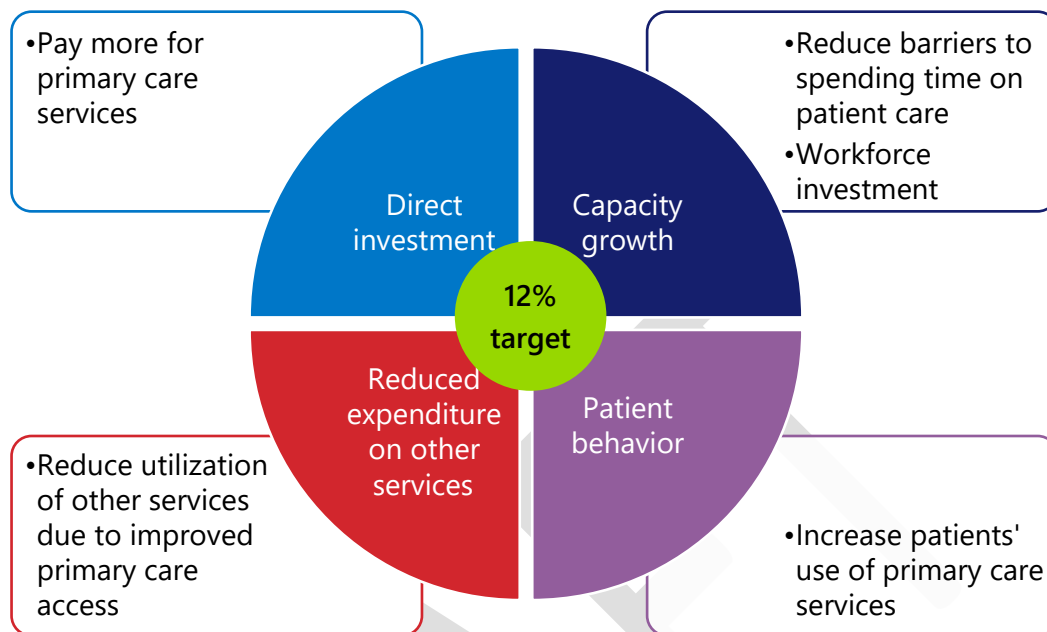 •Pay more for
primary care
services
•Reduce barriers to
spending time on
patient care
•Workforce
investment
Direct
investment
Capacity
growth
12%
target
Reduced
expenditure
on other
services
Patient
behavior
•Reduce utilization
of other services
due to improved
primary care
access
•Increase patients'
use of primary care
services